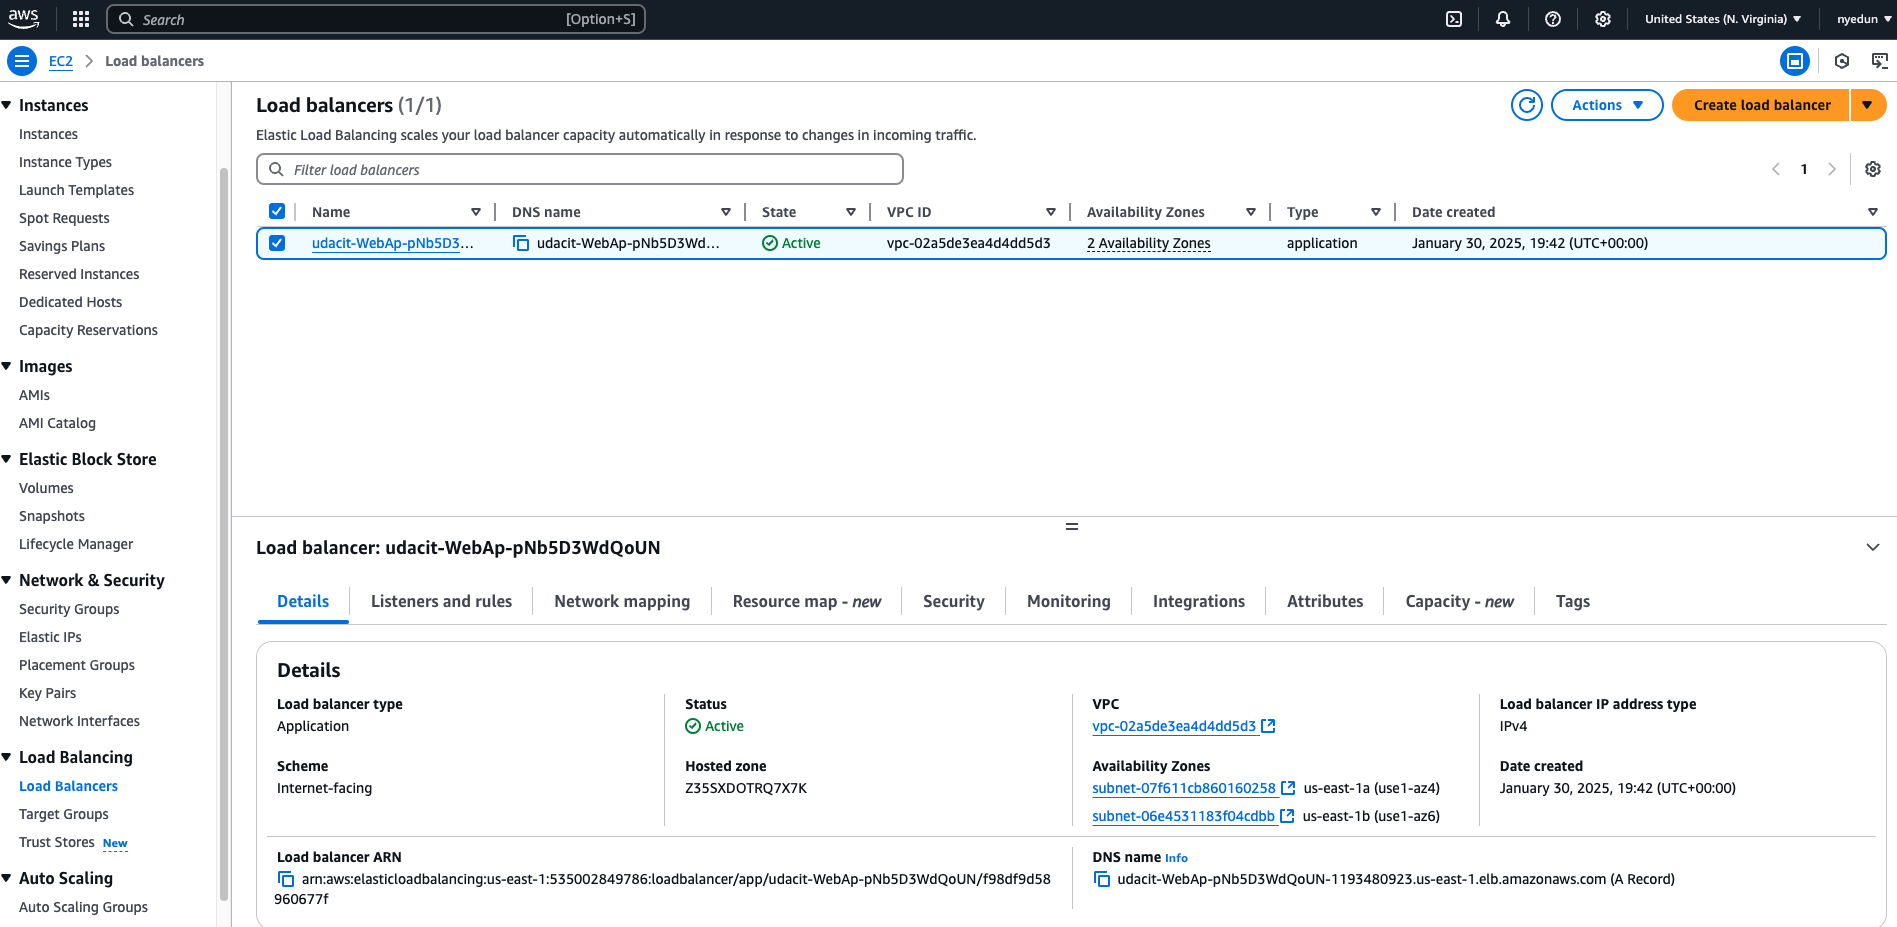 aws Search [Option+S] United States (N. Virginia) nyedun
EC2 Load balancers
Instances
Instances
Instance Types
Launch Templates
Spot Requests
Savings Plans
Reserved Instances
Dedicated Hosts
Capacity Reservations
Images
AMIs
AMI Catalog
Elastic Block Store
Volumes
Snapshots
Lifecycle Manager
Network & Security
Security Groups
Elastic IPs
Placement Groups
Key Pairs
Network Interfaces
Load Balancing
Load Balancers
Target Groups
Trust Stores New
Auto Scaling
Auto Scaling Groups
Load balancers (1/1)
Actions Create load balancer
Elastic Load Balancing scales your load balancer capacity automatically in response to changes in incoming traffic.
Filter load balancers
1
Name DNS name State VPC ID Availability Zones Type Date created
udacit-WebAp-pNb5D3... udacit-WebAp-pNb5D3Wd... Active vpc-02a5de3ea4d4dd5d3 2 Availability Zones application January 30, 2025, 19:42 (UTC+00:00)
Load balancer: udacit-WebAp-pNb5D3WdQoUN
Details Listeners and rules Network mapping Resource map - new Security Monitoring Integrations Attributes Capacity - new Tags
Details
Load balancer type Status VPC Load balancer IP address type
Application Active vpc-02a5de3ea4d4dd5d3 IPv4
Scheme Hosted zone Availability Zones Date created
Internet-facing Z35SXDOTRQ7X7K subnet-07f611cb860160258 us-east-1a (use1-az4) January 30, 2025, 19:42 (UTC+00:00)
subnet-06e4531183f04cdbb us-east-1b (use1-az6)
Load balancer ARN DNS name Info
arn:aws:elasticloadbalancing:us-east-1:535002849786:loadbalancer/app/udacit-WebAp-pNb5D3WdQoUN/f98df9d58 udacit-WebAp-pNb5D3WdQoUN-1193480923.us-east-1.elb.amazonaws.com (A Record)
960677f